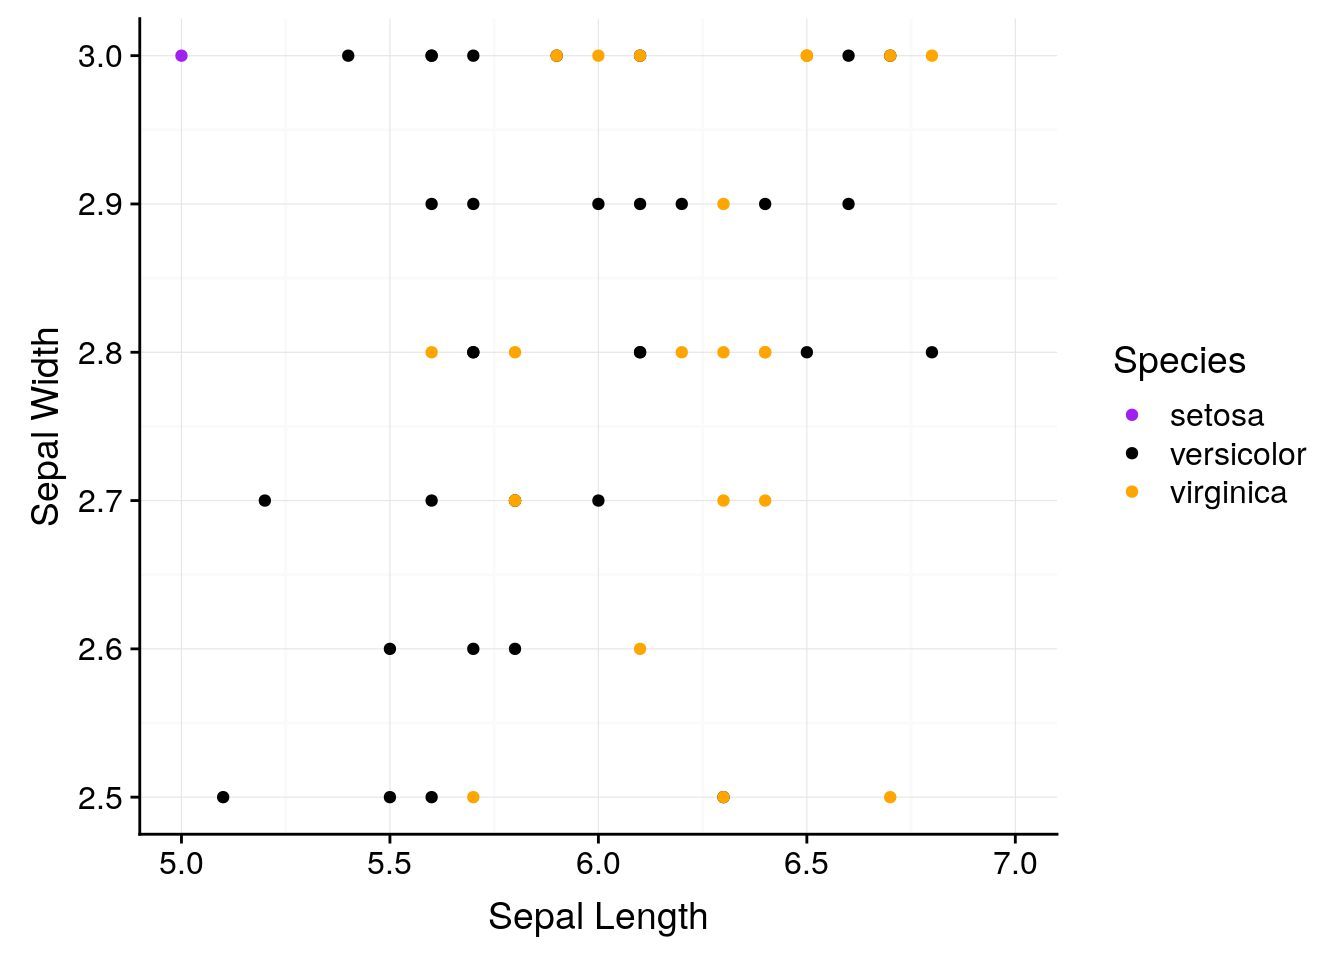 3.0
2.9
2.8
2.7
2.6
2.5
Sepal Width
5.0 5.5 6.0 6.5 7.0
Sepal Length
Species
setosa
versicolor
virginica